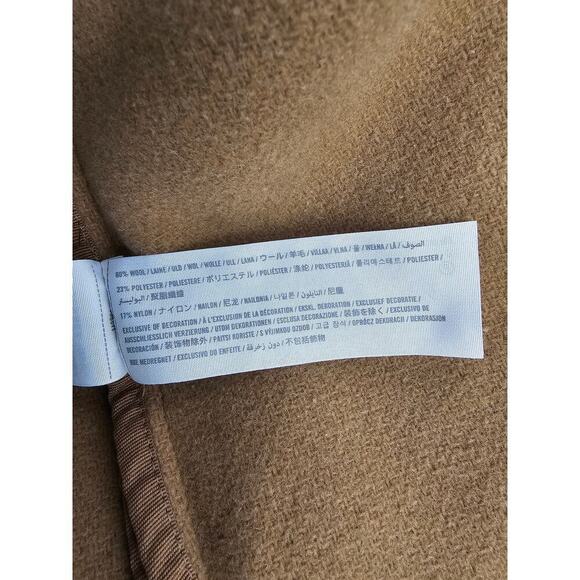 60% WOOL / LAINE / ULD / WOL / WOLLE / ULL / LANA / ウール / 羊毛 / VILLAA / VLNA / 울 / WEŁNA / LÃ / الصوف
23% POLYESTER / POLIESTERE / ポリエステル / POLIÉSTER / 涤纶 / POLYESTERIÄ / 폴리에스테르 / POLIESTER /
البوليستر / 聚脂纖維
17% NYLON / ナイロン / NAILON / 尼龙 / NAILONIA / 나일론 / النايلون / 尼龍
EXCLUSIVE OF DECORATION / À L'EXCLUSION DE LA DÉCORATION / EKSKL. DEKORATION / EXCLUSIEF DECORATIE /
AUSSCHLIESSLICH VERZIERUNG / UTOM DEKORATIONEN / ESCLUSA DECORAZIONE / 装飾を除く / EXCLUSIVO DE
DECORACIÓN / 装饰物除外 / PAITSI KORISTE / S VÝJIMKOU OZDOB / 고급 장식 / OPRÓCZ DEKORACJI / DEKORASJON
IKKE MEDREGNET / EXCLUSIVO DO ENFEITE / دون زخرفة / 不包括飾物